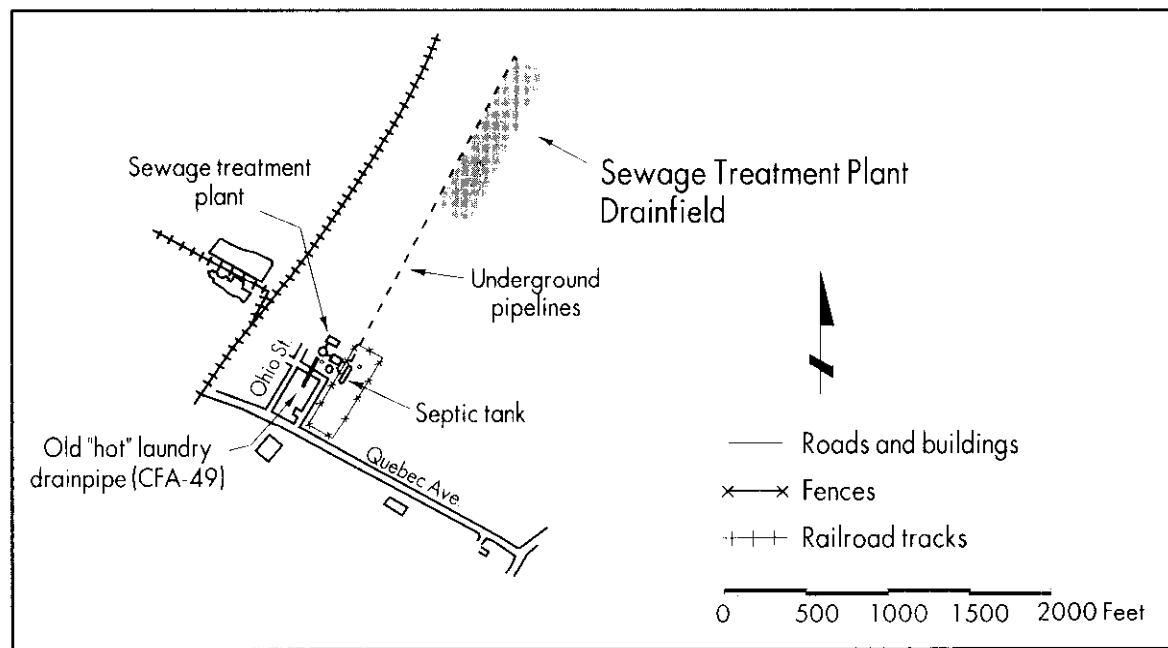 Sewage treatment
plant
Sewage Treatment Plant
Drainfield
Underground
pipelines
Ohio St.
Septic tank
Old "hot" laundry
drainpipe (CFA-49)
Quebec Ave.
Roads and buildings
Fences
Railroad tracks
0 500 1000 1500 2000 Feet